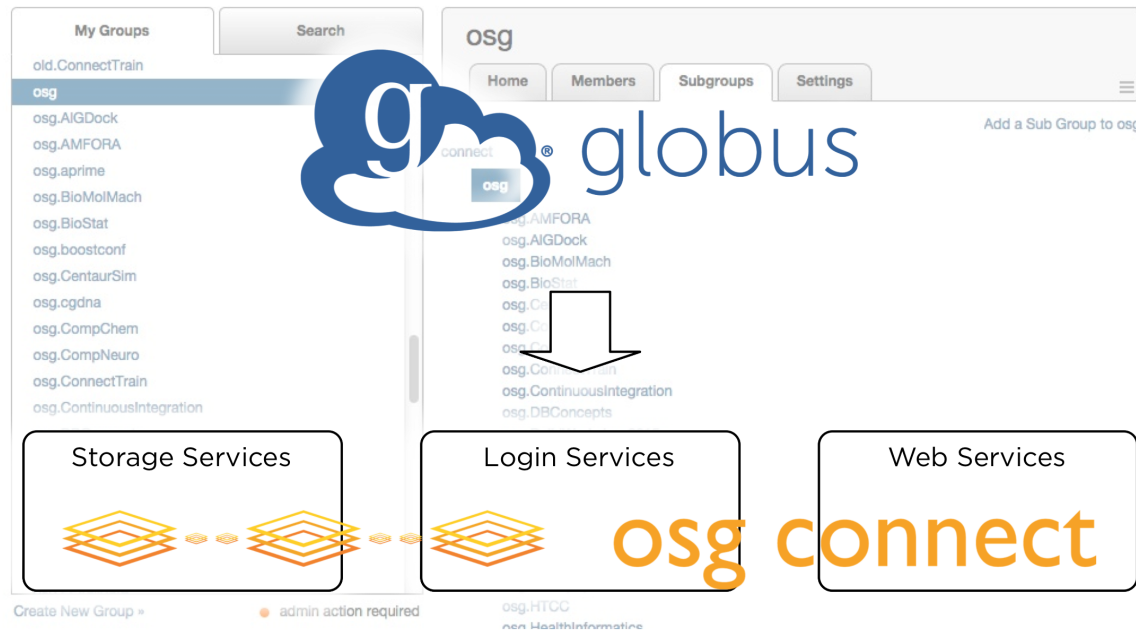 My Groups
Search
old.ConnectTrain
osg
osg.AIGDock
osg.AMFORA
osg.aprime
osg.BioMolMach
osg.BioStat
osg.boostconf
osg.CentaurSim
osg.cgdna
osg.CompChem
osg.CompNeuro
osg.ConnectTrain
osg.ContinuousIntegration
Create New Group »
admin action required
osg
Home
Members
Subgroups
Settings
Add a Sub Group to osg
g
® globus
connect
osg
osg.AMFORA
osg.AIGDock
osg.BioMolMach
osg.BioStat
osg.ContinuousIntegration
osg.DBConcepts
Storage Services
Login Services
Web Services
osg connect
osg.HTCC
osg.HealthInformatics